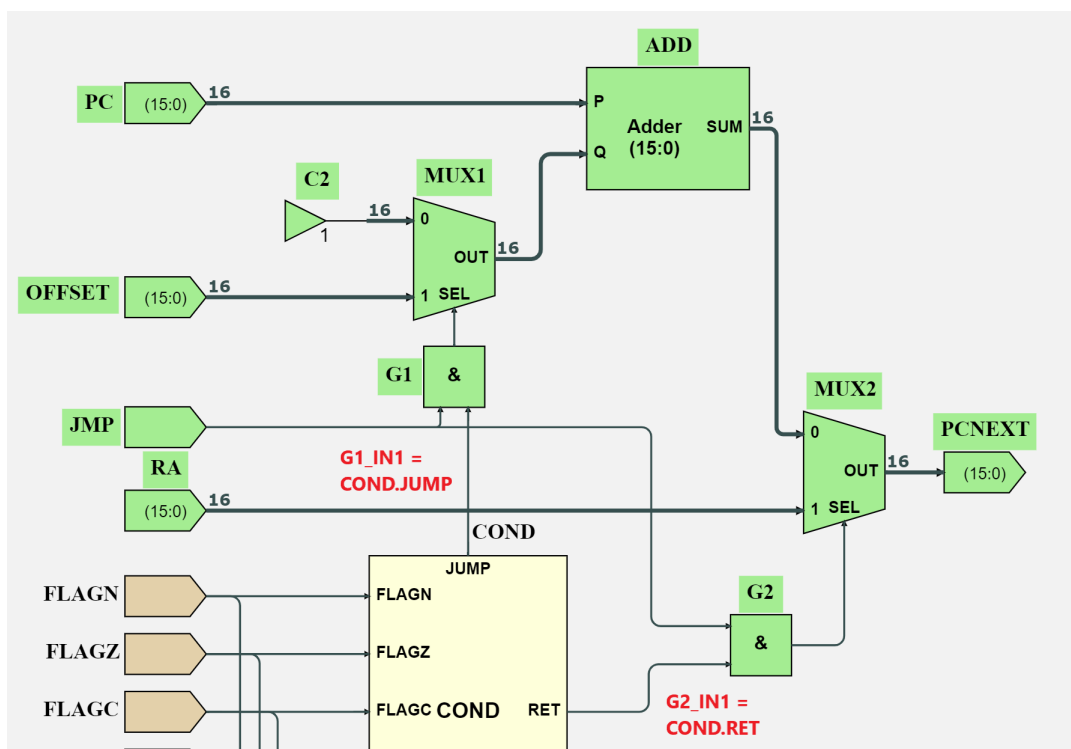 ADD
PC
(15:0)
16
P
Adder
(15:0)
SUM
16
Q
C2
MUX1
16
1
0
OUT
16
OFFSET
(15:0)
16
1 SEL
G1
&
JMP
MUX2
PCNEXT
0
OUT
16
(15:0)
G1_IN1 =
COND.JUMP
RA
(15:0)
16
1 SEL
COND
JUMP
FLAGN
FLAGN
G2
&
FLAGZ
FLAGZ
FLAGC
FLAGC
COND
RET
G2_IN1 =
COND.RET